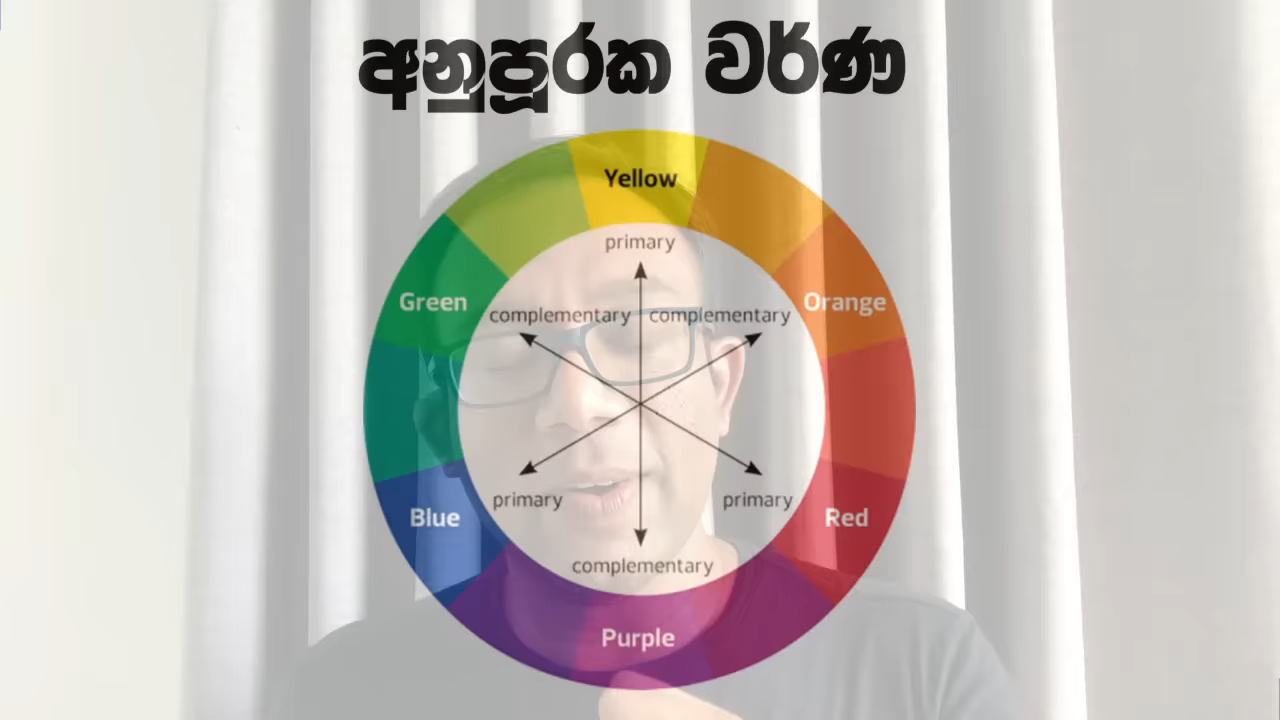 අනුපූරක වර්ණ
Yellow
primary
Green
complementary
complementary
Orange
primary
primary
Blue
Red
complementary
Purple